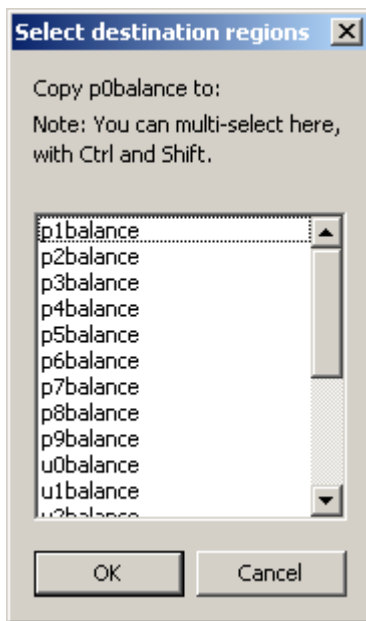 Select destination regions
Copy p0balance to:
Note: You can multi-select here,
with Ctrl and Shift.
p1balance
p2balance
p3balance
p4balance
p5balance
p6balance
p7balance
p8balance
p9balance
u0balance
u1balance
u2balance
OK
Cancel